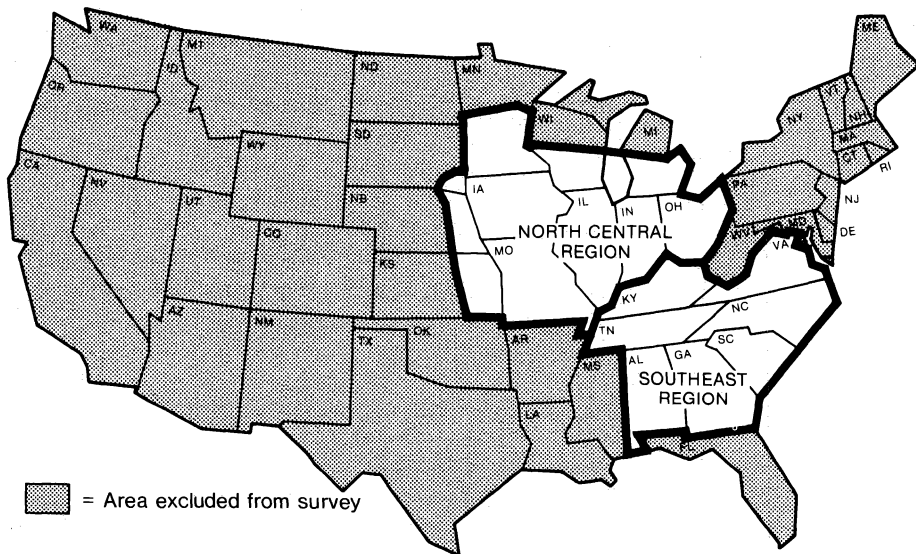 WA
MT
ND
MN
ME
ID
OR
VT
NH
NY
SD
WI
MI
MA
WY
CT
RI
CA
NV
IA
PA
NB
UT
IL
IN
OH
NJ
NORTH CENTRAL
REGION
WV
MD
DE
CO
MO
VA
KS
KY
NC
AZ
NM
OK
TN
TX
AR
SC
AL
GA
MS
SOUTHEAST
REGION
LA
FL
= Area excluded from survey